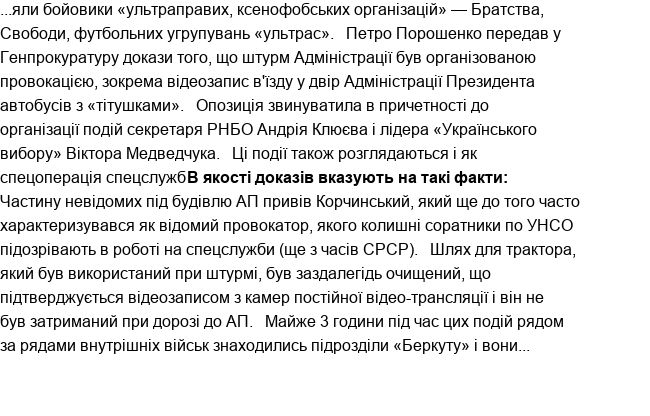 ...яли бойовики «ультраправих, ксенофобських організацій» — Братства,
Свободи, футбольних угрупувань «ультрас».   Петро Порошенко передав у
Генпрокуратуру докази того, що штурм Адміністрації був організованою
провокацією, зокрема відеозапис в'їзду у двір Адміністрації Президента
автобусів з «тітушками».   Опозиція звинуватила в причетності до
організації подій секретаря РНБО Андрія Клюєва і лідера «Українського
вибору» Віктора Медведчука.   Ці події також розглядаються і як
спецоперація спецслужбВ якості доказів вказують на такі факти:
Частину невідомих під будівлю АП привів Корчинський, який ще до того часто
характеризувався як відомий провокатор, якого колишні соратники по УНСО
підозрівають в роботі на спецслужби (ще з часів СРСР).   Шлях для трактора,
який був використаний при штурмі, був заздалегідь очищений, що
підтверджується відеозаписом з камер постійної відео-трансляції і він не
був затриманий при дорозі до АП.   Майже 3 години під час цих подій рядом
за рядами внутрішніх військ знаходились підрозділи «Беркуту» і вони...